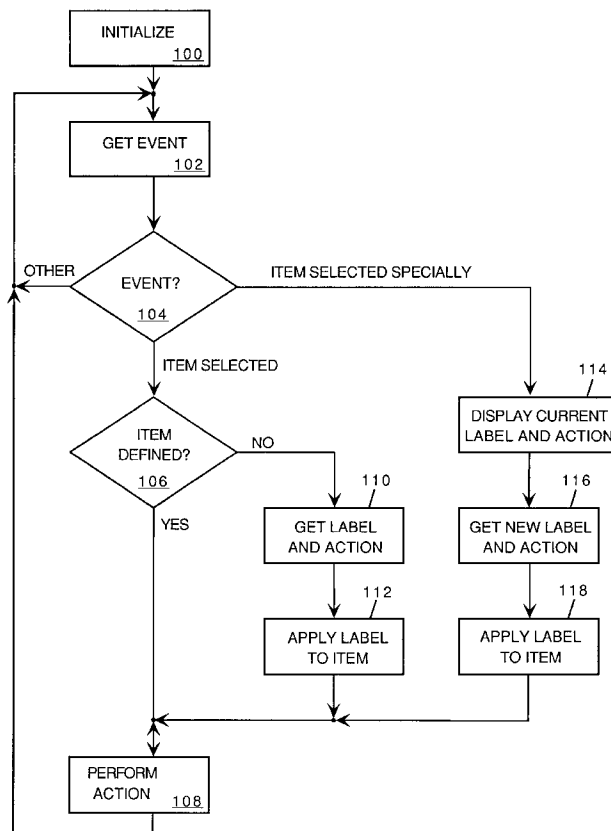 INITIALIZE
100
GET EVENT
102
OTHER
EVENT?
104
ITEM SELECTED SPECIALLY
ITEM SELECTED
114
DISPLAY CURRENT
LABEL AND ACTION
ITEM
DEFINED?
106
NO
YES
110
GET LABEL
AND ACTION
116
GET NEW LABEL
AND ACTION
112
APPLY LABEL
TO ITEM
118
APPLY LABEL
TO ITEM
PERFORM
ACTION
108